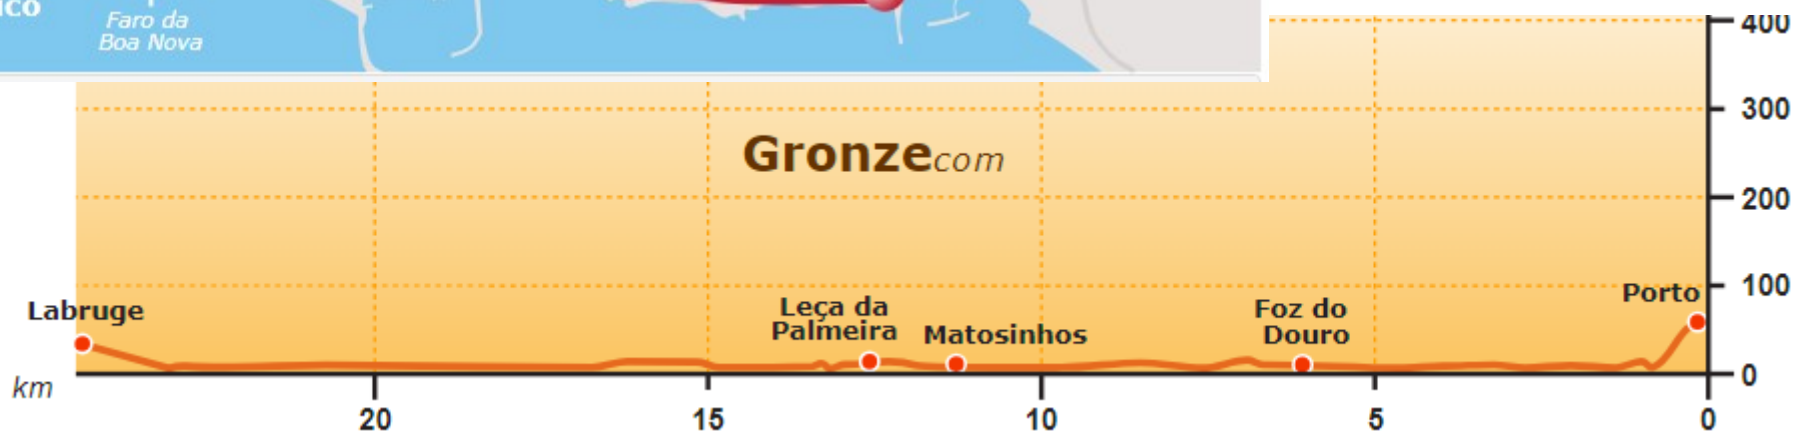 ico
Faro da
Boa Nova
400
300
Gronze.com
200
100
Porto
Labruge
Leça da
Palmeira
Matosinhos
Foz do
Douro
0
km
20
15
10
5
0